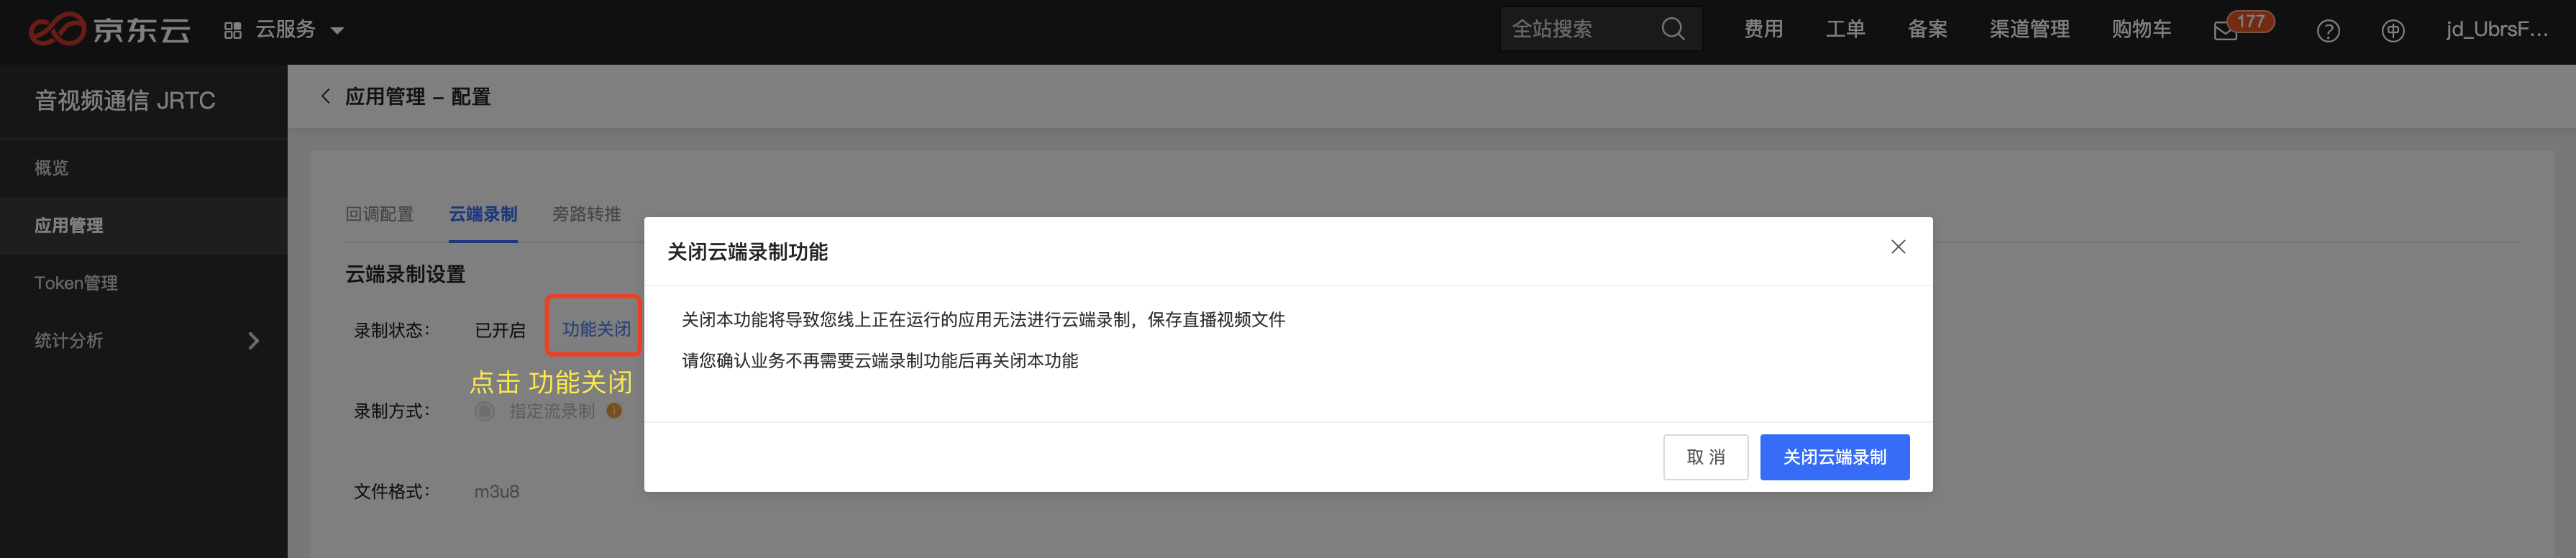 京东云
云服务
全站搜索
费用
工单
备案
渠道管理
购物车
177
jd_UbrsF...
音视频通信 JRTC
概览
应用管理
Token管理
统计分析
应用管理 – 配置
回调配置
云端录制
旁路转推
云端录制设置
录制状态：
已开启
功能关闭
点击 功能关闭
录制方式：
指定流录制
文件格式：
m3u8
关闭云端录制功能
关闭本功能将导致您线上正在运行的应用无法进行云端录制，保存直播视频文件
请您确认业务不再需要云端录制功能后再关闭本功能
取 消
关闭云端录制